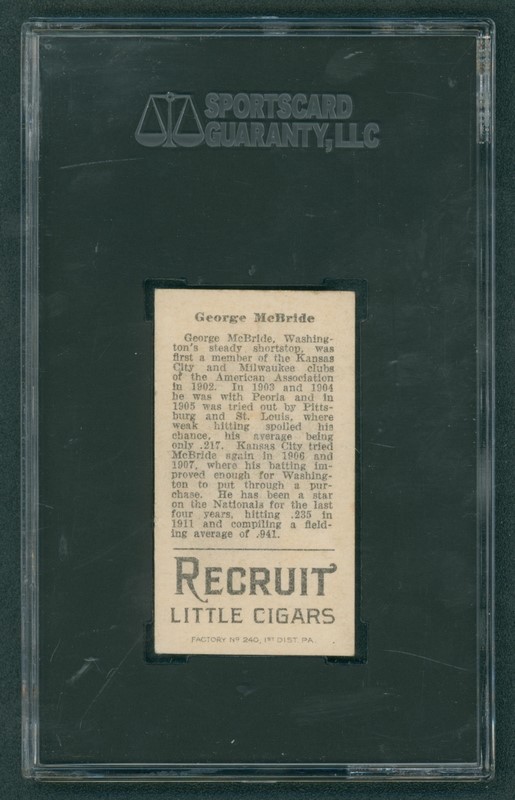 SPORTSCARD
GUARANTY, LLC
George McBride
George McBride, Washing-
ton's steady shortstop, was
first a member of the Kansas
City and Milwaukee clubs
of the American Association
in 1902. In 1903 and 1904
he was with Peoria and in
1905 was tried out by Pitts-
burg and St. Louis, where
weak hitting spoiled his
chance, his average being
only .217. Kansas City tried
McBride again in 1906 and
1907, where his batting im-
proved enough for Washing-
ton to put through a pur-
chase. He has been a star
on the Nationals for the last
four years, hitting .235 in
1911 and compiling a field-
ing average of .941.
RECRUIT
LITTLE CIGARS
FACTORY No 240, 1ST DIST. PA.